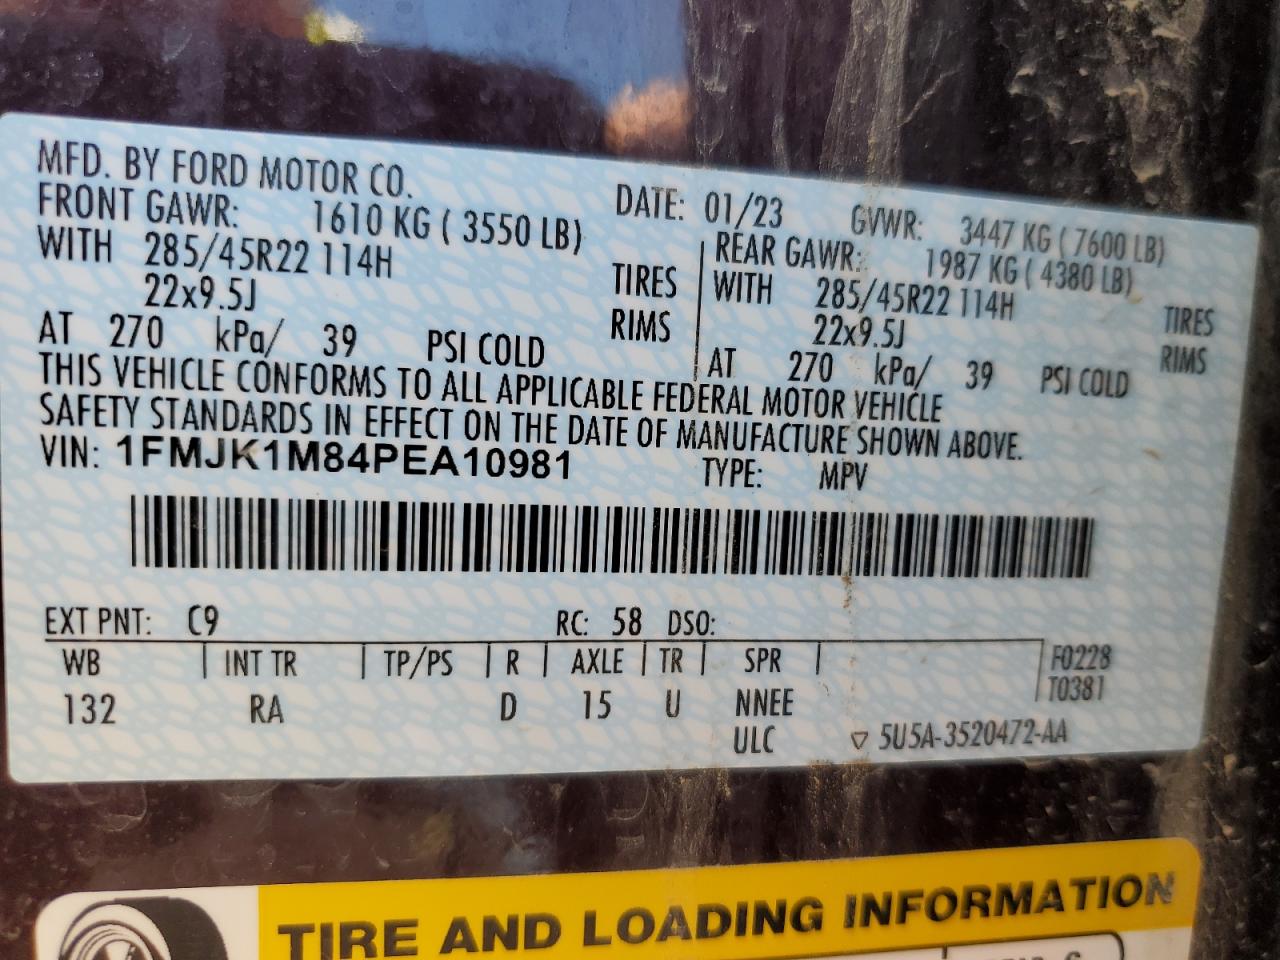 MFD. BY FORD MOTOR CO.
DATE: 01/23 GVWR: 3447 KG ( 7600 LB)
FRONT GAWR: 1610 KG ( 3550 LB)
REAR GAWR: 1987 KG ( 4380 LB)
WITH 285/45R22 114H TIRES
WITH 285/45R22 114H TIRES
22x9.5J RIMS
22x9.5J RIMS
AT 270 kPa/ 39 PSI COLD
AT 270 kPa/ 39 PSI COLD
THIS VEHICLE CONFORMS TO ALL APPLICABLE FEDERAL MOTOR VEHICLE
SAFETY STANDARDS IN EFFECT ON THE DATE OF MANUFACTURE SHOWN ABOVE.
VIN: 1FMJK1M84PEA10981 TYPE: MPV
EXT PNT: C9 RC: 58 DSO:
WB INT TR TP/PS R AXLE TR SPR F0228
T0381
132 RA D 15 U NNEE
ULC ▽ 5U5A-3520472-AA
TIRE AND LOADING INFORMATION